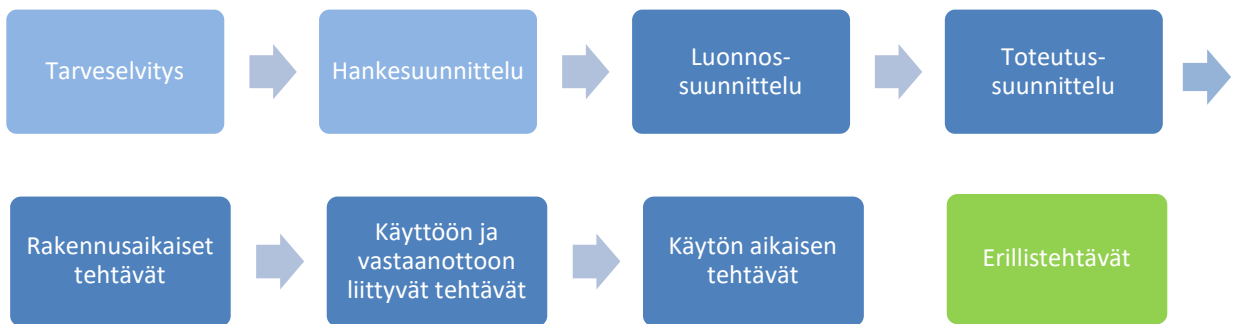 Tarveselvitys
Hankesuunnittelu
Luonnos-
suunnittelu
Toteutus-
suunnittelu
Rakennusaikaiset
tehtävät
Käyttöön ja
vastaanottoon
liittyvät tehtävät
Käytön aikaisen
tehtävät
Erillistehtävät